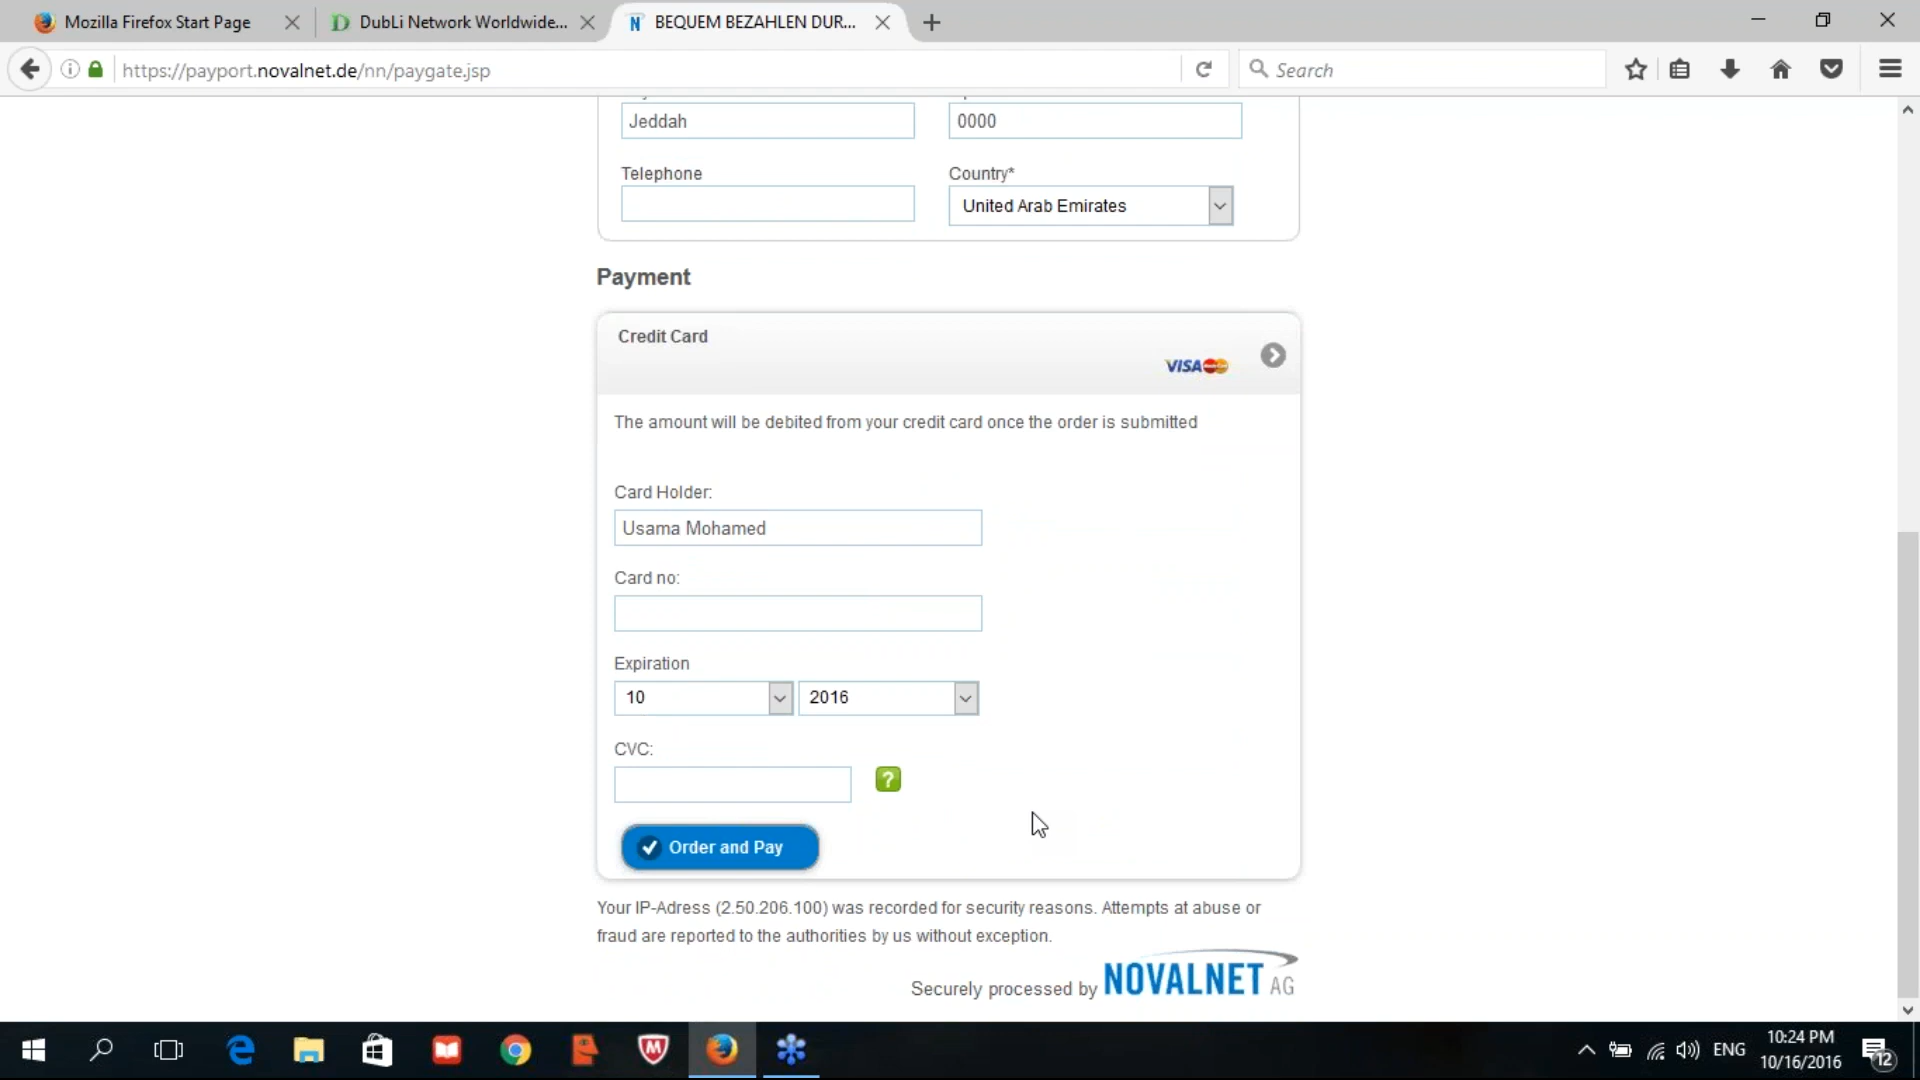 Mozilla Firefox Start Page
DubLi Network Worldwide...
BEQUEM BEZAHLEN DUR...
https://payport.novalnet.de/nn/paygate.jsp
Search
Jeddah
0000
Telephone
Country*
United Arab Emirates
Payment
Credit Card
VISA
The amount will be debited from your credit card once the order is submitted
Card Holder:
Usama Mohamed
Card no:
Expiration
10
2016
CVC:
?
Order and Pay
Your IP-Adress (2.50.206.100) was recorded for security reasons. Attempts at abuse or
fraud are reported to the authorities by us without exception.
Securely processed by NOVALNET AG
ENG
10:24 PM
10/16/2016
12